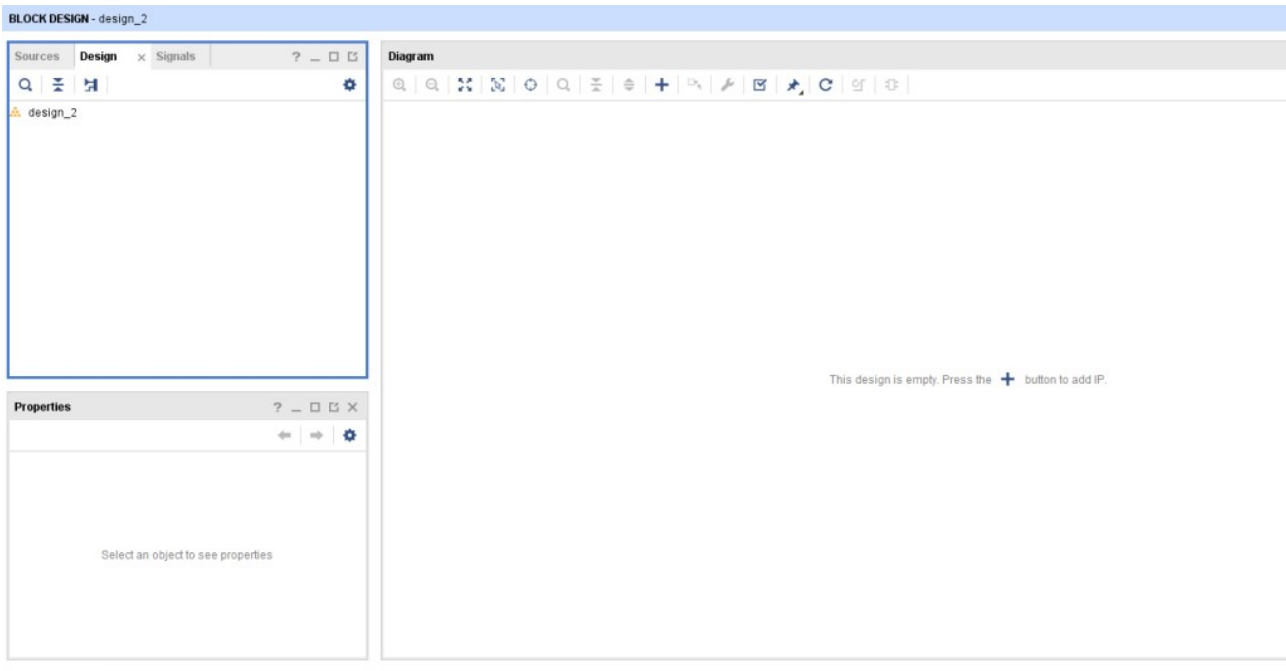 BLOCK DESIGN - design_2
Sources Design Signals
design_2
Properties
Select an object to see properties
Diagram
This design is empty. Press the button to add IP.